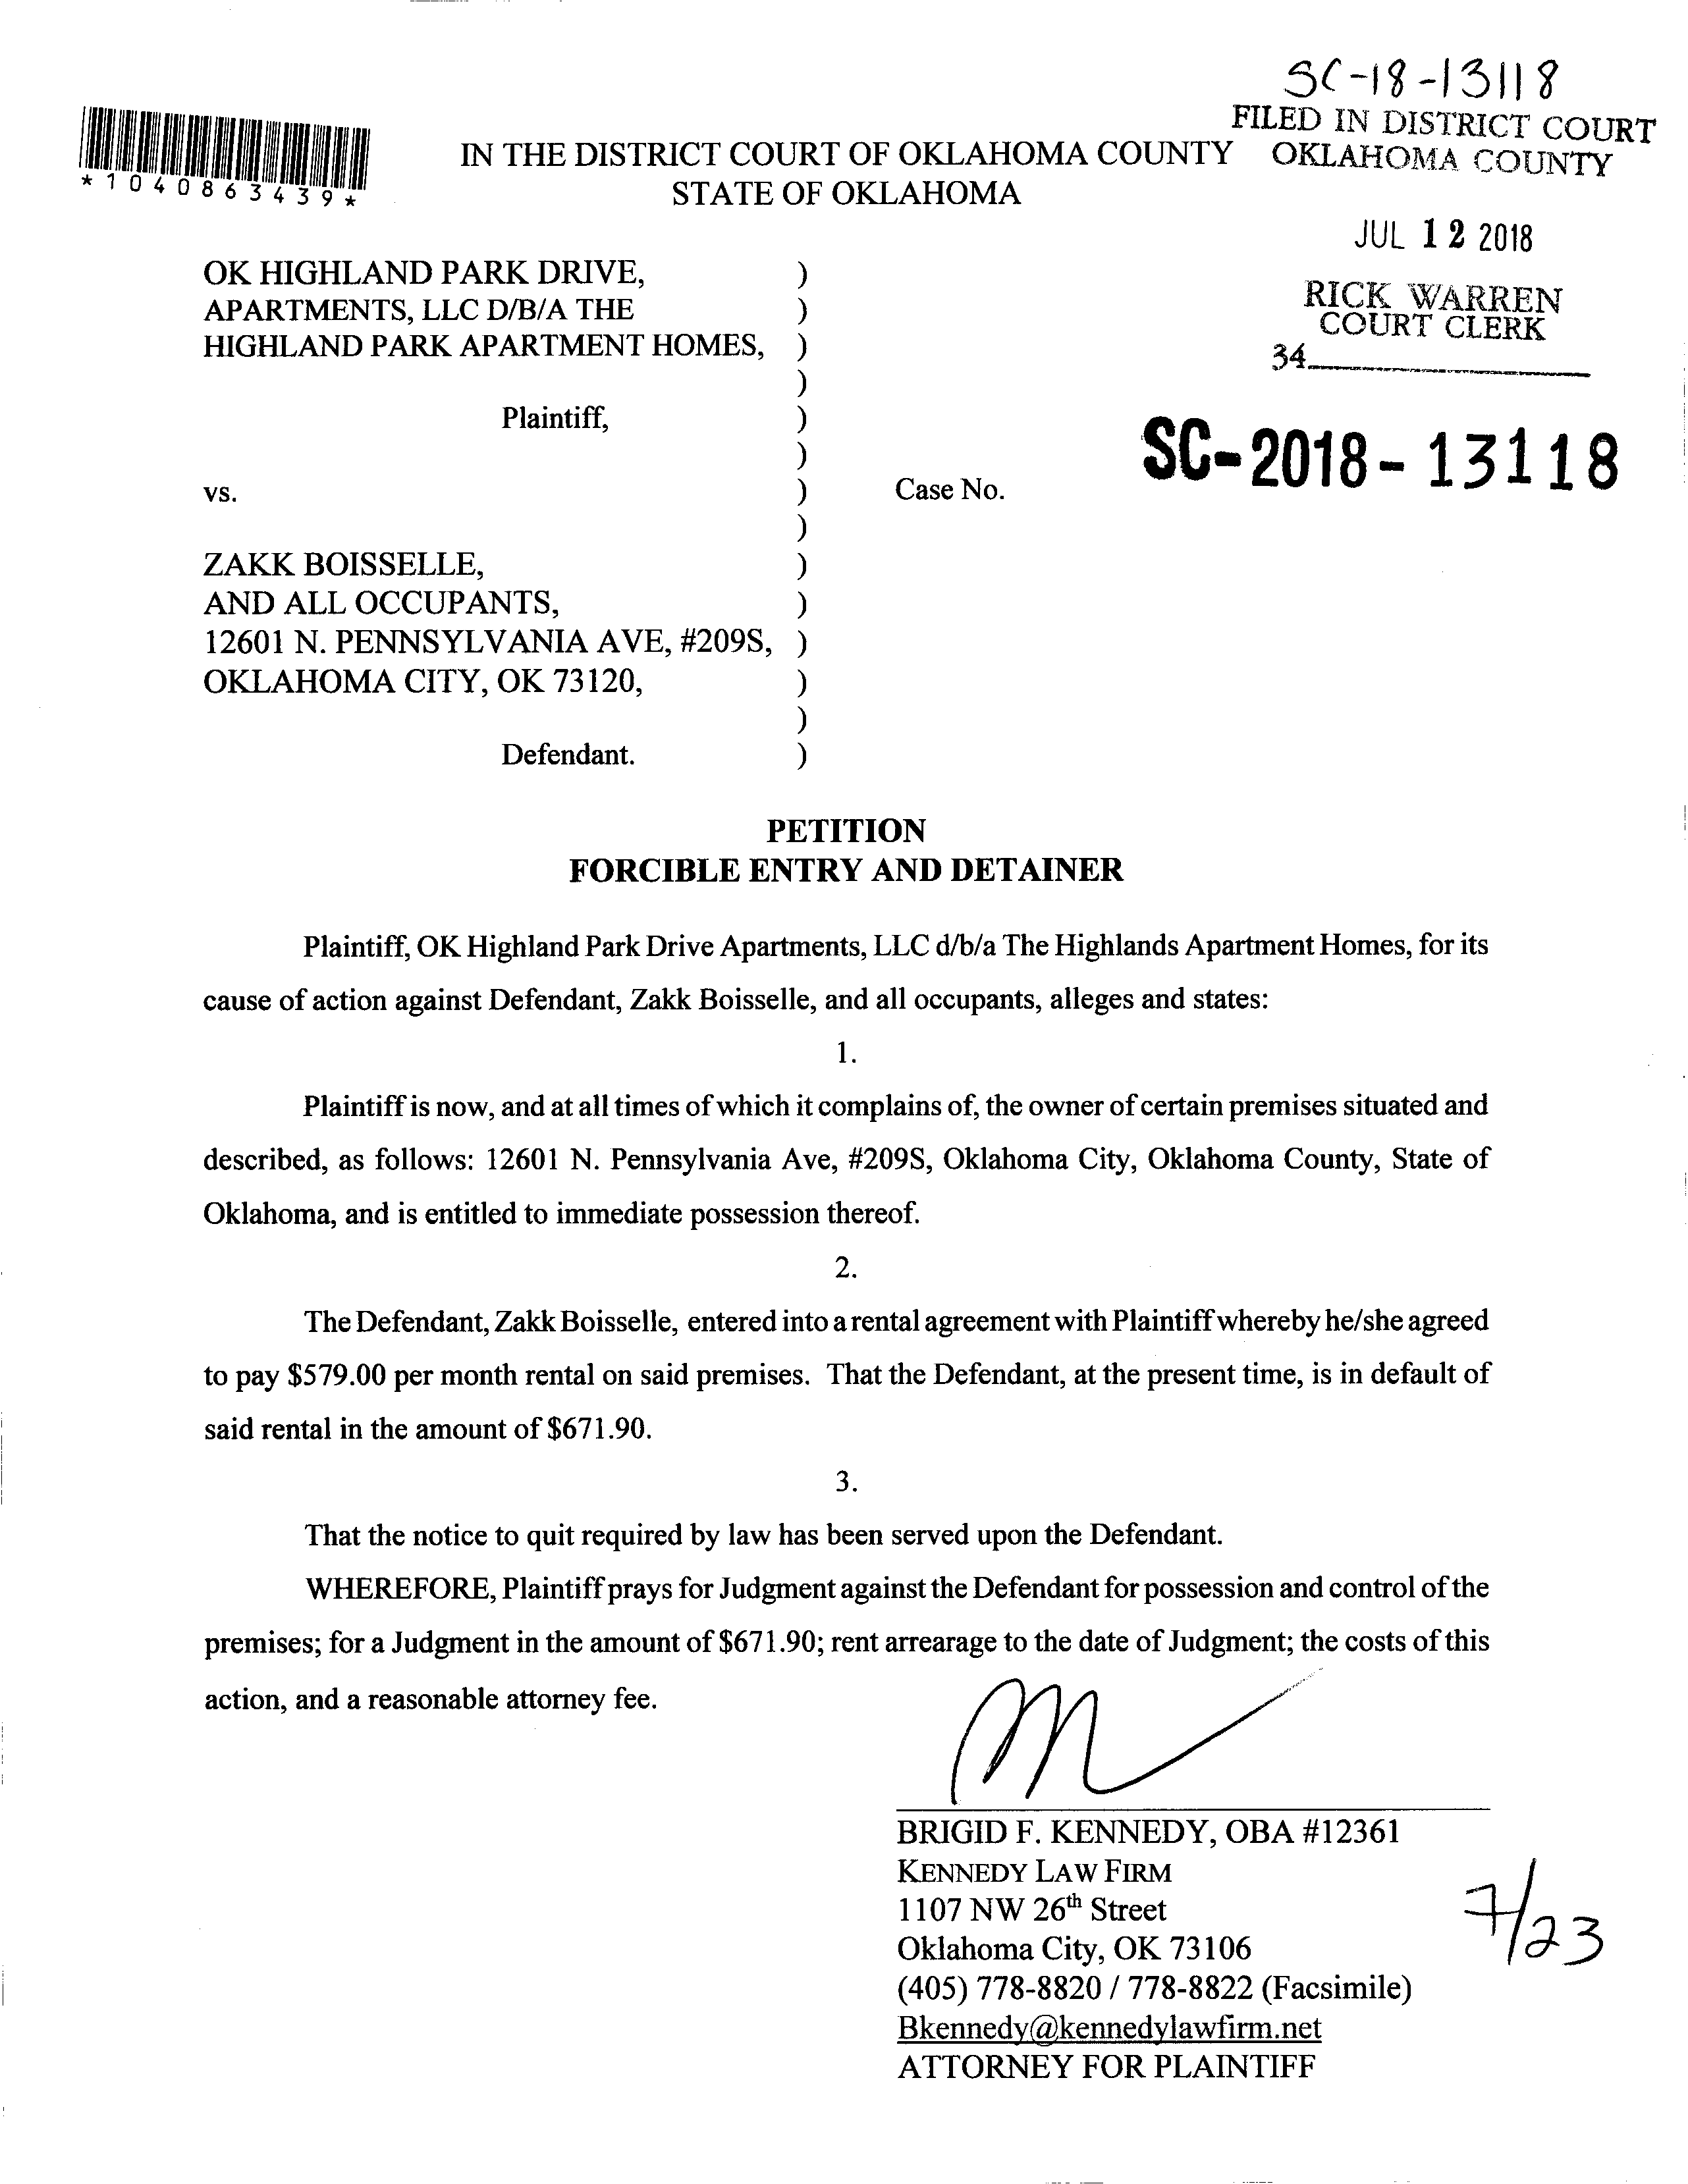 SC-18-13118
FILED IN DISTRICT COURT
OKLAHOMA COUNTY
JUL 12 2018
RICK WARREN
COURT CLERK
34
*1040863439*
IN THE DISTRICT COURT OF OKLAHOMA COUNTY
STATE OF OKLAHOMA
OK HIGHLAND PARK DRIVE, )
APARTMENTS, LLC D/B/A THE )
HIGHLAND PARK APARTMENT HOMES, )
)
Plaintiff, )
)
vs. ) Case No. SC-2018-13118
)
ZAKK BOISSELLE, )
AND ALL OCCUPANTS, )
12601 N. PENNSYLVANIA AVE, #209S, )
OKLAHOMA CITY, OK 73120, )
)
Defendant. )
PETITION
FORCIBLE ENTRY AND DETAINER
Plaintiff, OK Highland Park Drive Apartments, LLC d/b/a The Highlands Apartment Homes, for its
cause of action against Defendant, Zakk Boisselle, and all occupants, alleges and states:
1.
Plaintiff is now, and at all times of which it complains of, the owner of certain premises situated and
described, as follows: 12601 N. Pennsylvania Ave, #209S, Oklahoma City, Oklahoma County, State of
Oklahoma, and is entitled to immediate possession thereof.
2.
The Defendant, Zakk Boisselle, entered into a rental agreement with Plaintiff whereby he/she agreed
to pay $579.00 per month rental on said premises. That the Defendant, at the present time, is in default of
said rental in the amount of $671.90.
3.
That the notice to quit required by law has been served upon the Defendant.
WHEREFORE, Plaintiff prays for Judgment against the Defendant for possession and control of the
premises; for a Judgment in the amount of $671.90; rent arrearage to the date of Judgment; the costs of this
action, and a reasonable attorney fee.
BRIGID F. KENNEDY, OBA #12361
KENNEDY LAW FIRM
1107 NW 26th Street
Oklahoma City, OK 73106
(405) 778-8820 / 778-8822 (Facsimile)
Bkennedy@kennedylawfirm.net
ATTORNEY FOR PLAINTIFF
7/23